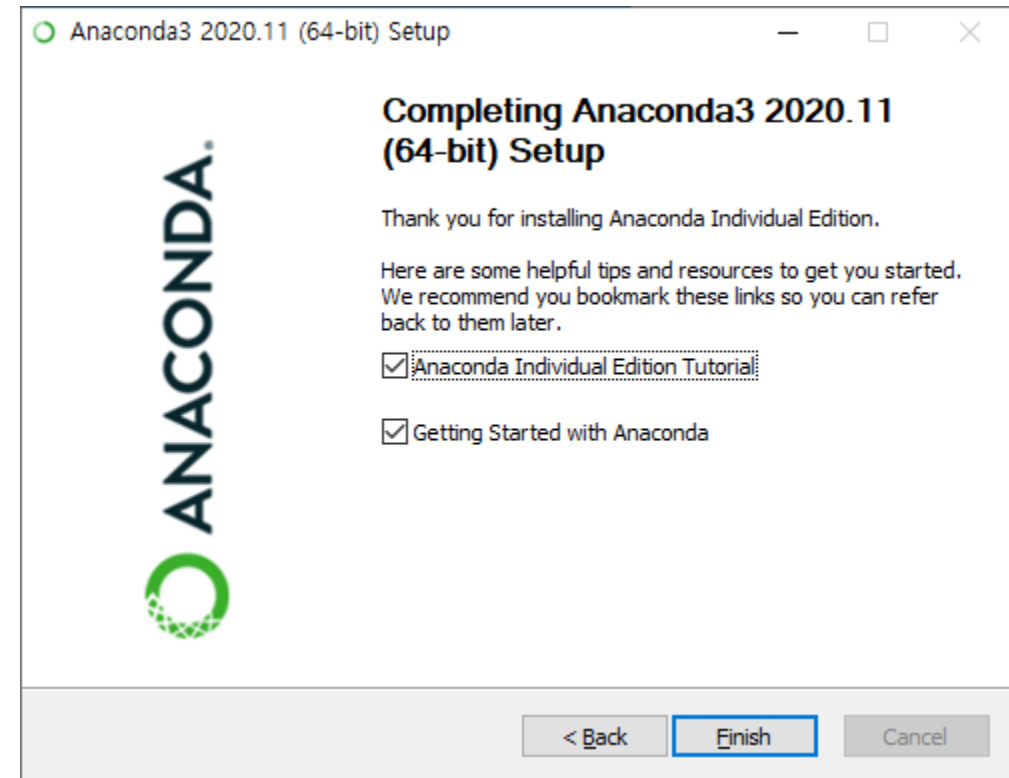 Anaconda3 2020.11 (64-bit) Setup
ANACONDA.
Completing Anaconda3 2020.11
(64-bit) Setup
Thank you for installing Anaconda Individual Edition.
Here are some helpful tips and resources to get you started.
We recommend you bookmark these links so you can refer
back to them later.
Anaconda Individual Edition Tutorial
Getting Started with Anaconda
< Back
Finish
Cancel